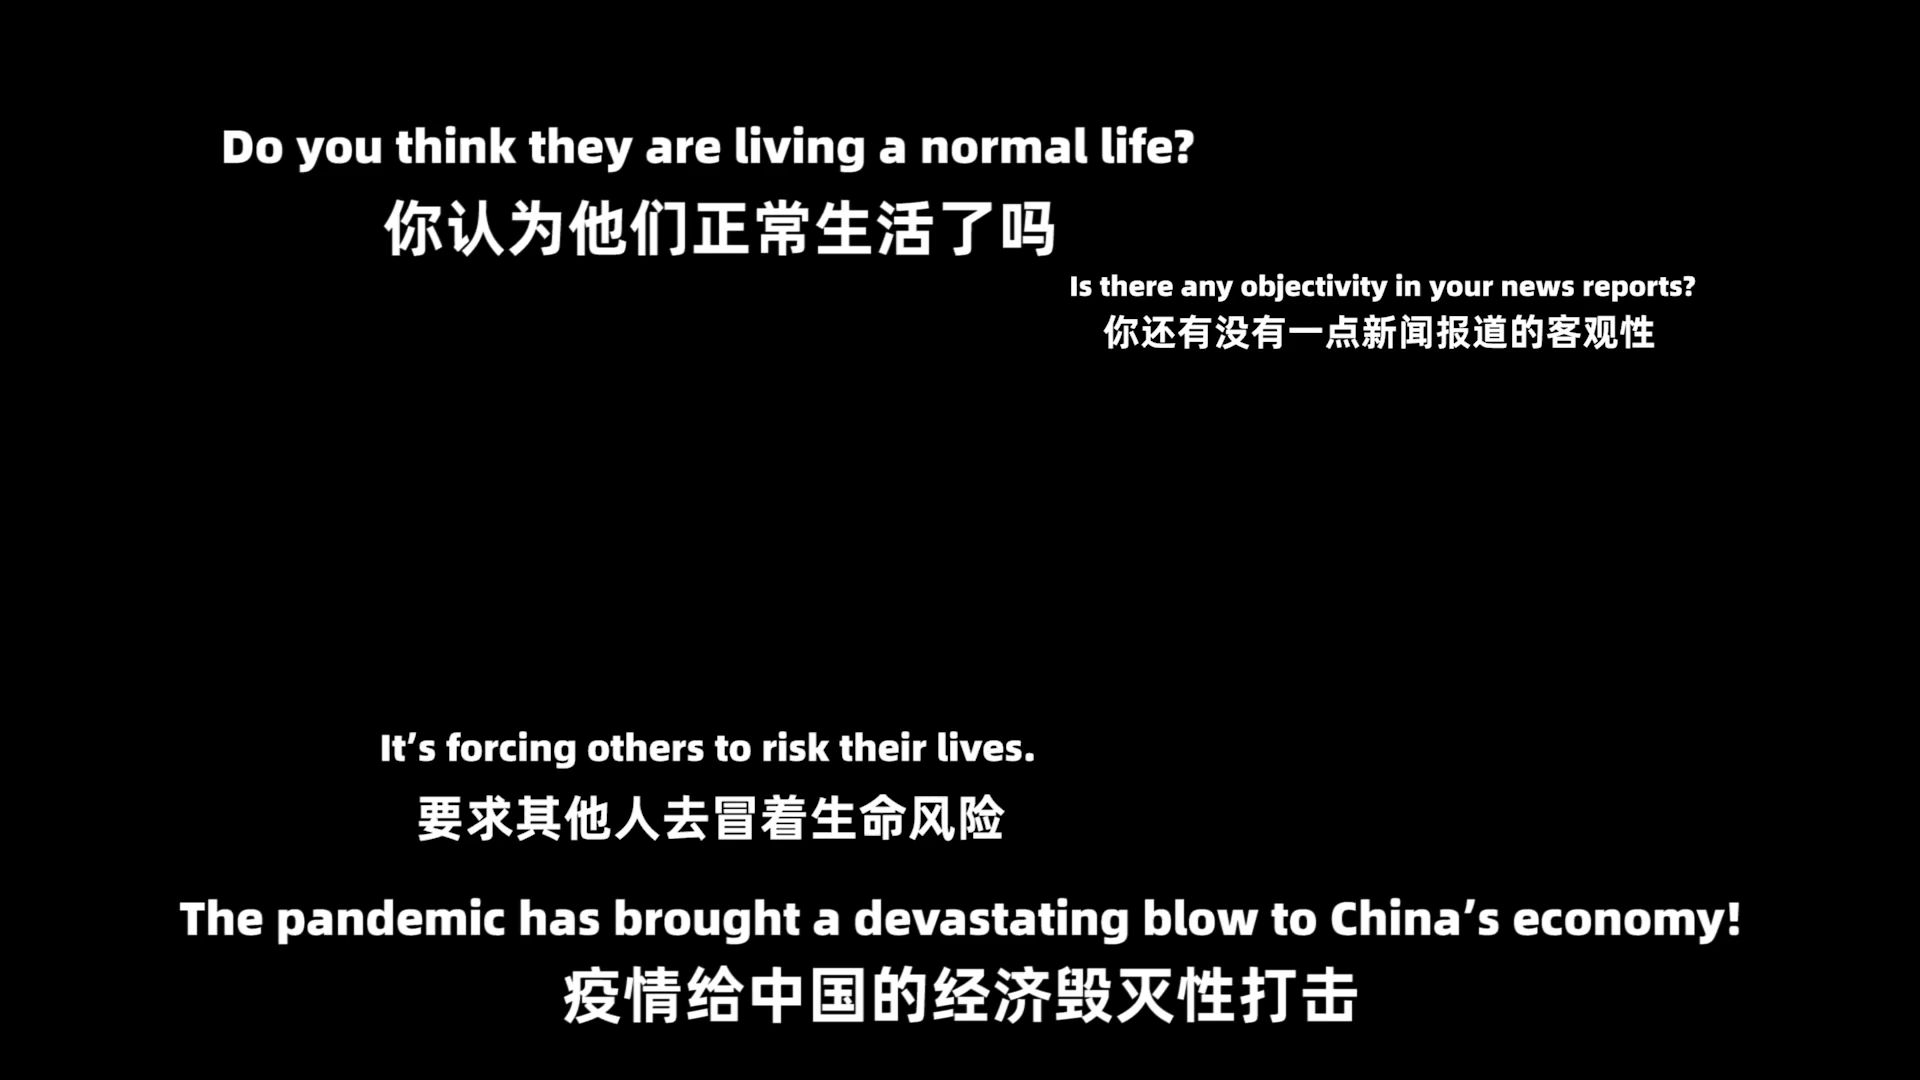 Do you think they are living a normal life?
你认为他们正常生活了吗
Is there any objectivity in your news reports?
你还有没有一点新闻报道的客观性
It’s forcing others to risk their lives.
要求其他人去冒着生命风险
The pandemic has brought a devastating blow to China’s economy!
疫情给中国的经济毁灭性打击